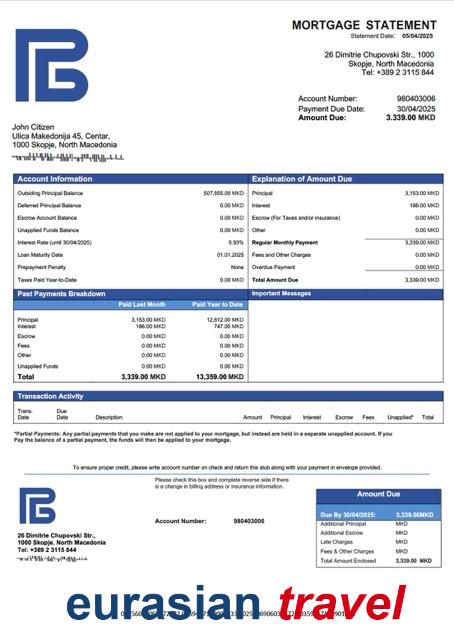 MORTGAGE STATEMENT
Statement Date: 05/04/2025
26 Dimitrie Chupovski Str., 1000
Skopje, North Macedonia
Tel: +389 2 3115 844
Account Number: 980403006
Payment Due Date: 30/04/2025
Amount Due: 3.339.00 MKD
John Citizen
Ulica Makedonija 45, Centar,
1000 Skopje, North Macedonia
Account Information
Outsiding Principal Balance 507,855.00 MKD
Deferred Principal Balance 0.00 MKD
Escrow Account Balance 0.00 MKD
Unapplied Funds Balance 0.00 MKD
Interest Rate (until 30/04/2025) 5.93%
Loan Maturity Date 01.01.2025
Prepayment Penalty None
Taxes Paid Year-to-Date 0.00 MKD
Explanation of Amount Due
Principal 3,153.00 MKD
Interest 186.00 MKD
Escrow (For Taxes and/or insurance) 0.00 MKD
Other 0.00 MKD
Regular Monthly Payment 3,339.00 MKD
Fees and Other Charges 0.00 MKD
Overdue Payment 0.00 MKD
Total Amount Due 3,339.00 MKD
Past Payments Breakdown
Paid Last Month Paid Year to Date
Principal 3,153.00 MKD 12,612.00 MKD
Interest 186.00 MKD 747.00 MKD
Escrow 0.00 MKD 0.00 MKD
Fees 0.00 MKD 0.00 MKD
Other 0.00 MKD 0.00 MKD
Unapplied Funds 0.00 MKD 0.00 MKD
Total 3,339.00 MKD 13,359.00 MKD
Important Messages
Transaction Activity
Trans. Date Due Date Description Amount Principal Interest Escrow Fees Unapplied* Total
*Partial Payments: Any partial payments that you make are not applied to your mortgage, but instead are held in a separate unapplied account. If you
Pay the balance of a partial payment, the funds will then be applied to your mortgage.
To ensure proper credit, please write account number on check and return this stub along with your payment in envelope provided.
Please check this box and complete reverse side if there
is a change in billing address or insurance information.
Account Number: 980403006
26 Dimitrie Chupovski Str.,
1000 Skopje, North Macedonia
Tel: +389 2 3115 844
Amount Due
Due By 30/04/2025: 3,339.00MKD
Additional Principal MKD
Additional Escrow MKD
Late Charges MKD
Fees & Other Charges MKD
Total Amount Enclosed 3,339.00 MKD
eurasian travel